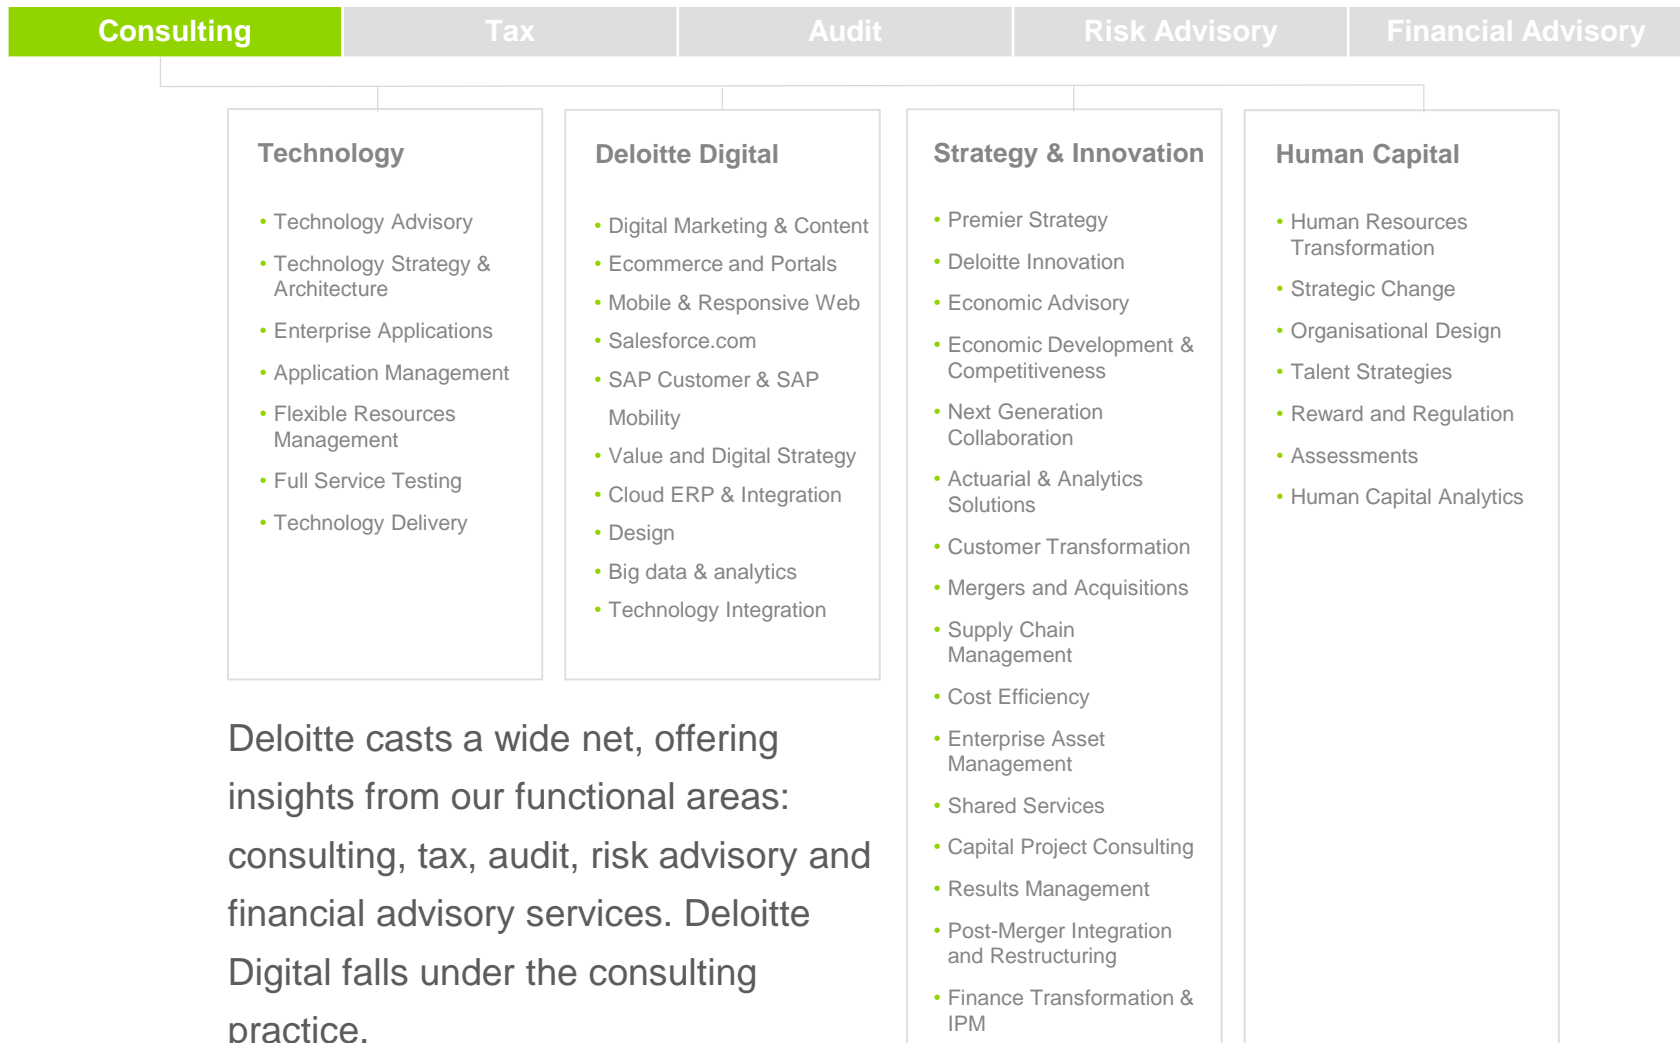 Consulting
Tax
Audit
Risk Advisory
Financial Advisory
Technology
• Technology Advisory
• Technology Strategy &
Architecture
• Enterprise Applications
• Application Management
• Flexible Resources
Management
• Full Service Testing
• Technology Delivery
Deloitte Digital
• Digital Marketing & Content
• Ecommerce and Portals
• Mobile & Responsive Web
• Salesforce.com
• SAP Customer & SAP
Mobility
• Value and Digital Strategy
• Cloud ERP & Integration
• Design
• Big data & analytics
• Technology Integration
Strategy & Innovation
• Premier Strategy
• Deloitte Innovation
• Economic Advisory
• Economic Development &
Competitiveness
• Next Generation
Collaboration
• Actuarial & Analytics
Solutions
• Customer Transformation
• Mergers and Acquisitions
• Supply Chain
Management
• Cost Efficiency
• Enterprise Asset
Management
• Shared Services
• Capital Project Consulting
• Results Management
• Post-Merger Integration
and Restructuring
• Finance Transformation &
IPM
Human Capital
• Human Resources
Transformation
• Strategic Change
• Organisational Design
• Talent Strategies
• Reward and Regulation
• Assessments
• Human Capital Analytics
Deloitte casts a wide net, offering
insights from our functional areas:
consulting, tax, audit, risk advisory and
financial advisory services. Deloitte
Digital falls under the consulting
practice.